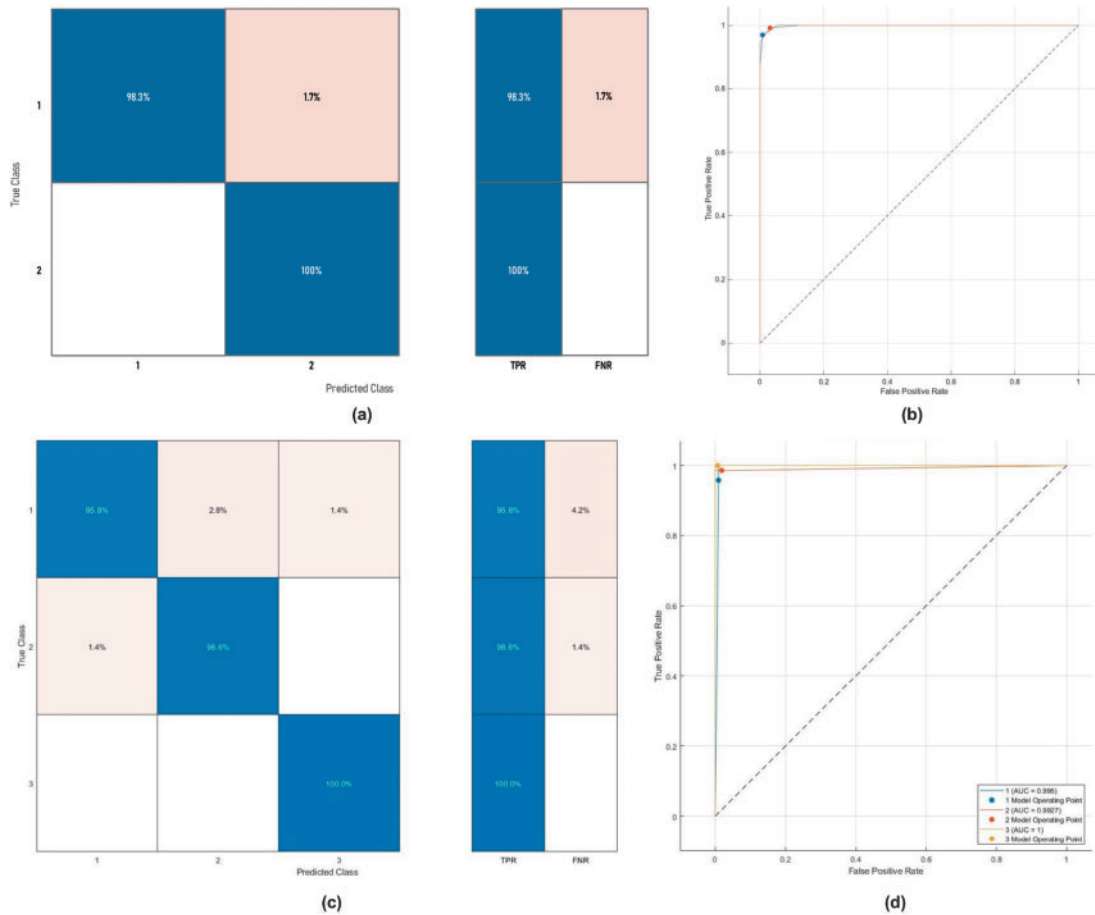 98.3%
1.7%
98.3%
1.7%
1
True Class
2
100%
100%
1
2
Predicted Class
TPR
FNR
(a)
1
0.8
0.6
0.4
0.2
0
True Positive Rate
0
0.2
0.4
0.6
0.8
1
False Positive Rate
(b)
1
95.8%
2.8%
1.4%
95.8%
4.2%
True Class
2
1.4%
98.6%
98.6%
1.4%
3
100.0%
100.0%
1
2
3
Predicted Class
TPR
FNR
(c)
1
0.8
0.6
0.4
0.2
0
True Positive Rate
1 (AUC = 0.995)
1 Model Operating Point
2 (AUC = 0.9927)
2 Model Operating Point
3 (AUC = 1)
3 Model Operating Point
0
0.2
0.4
0.6
0.8
1
False Positive Rate
(d)